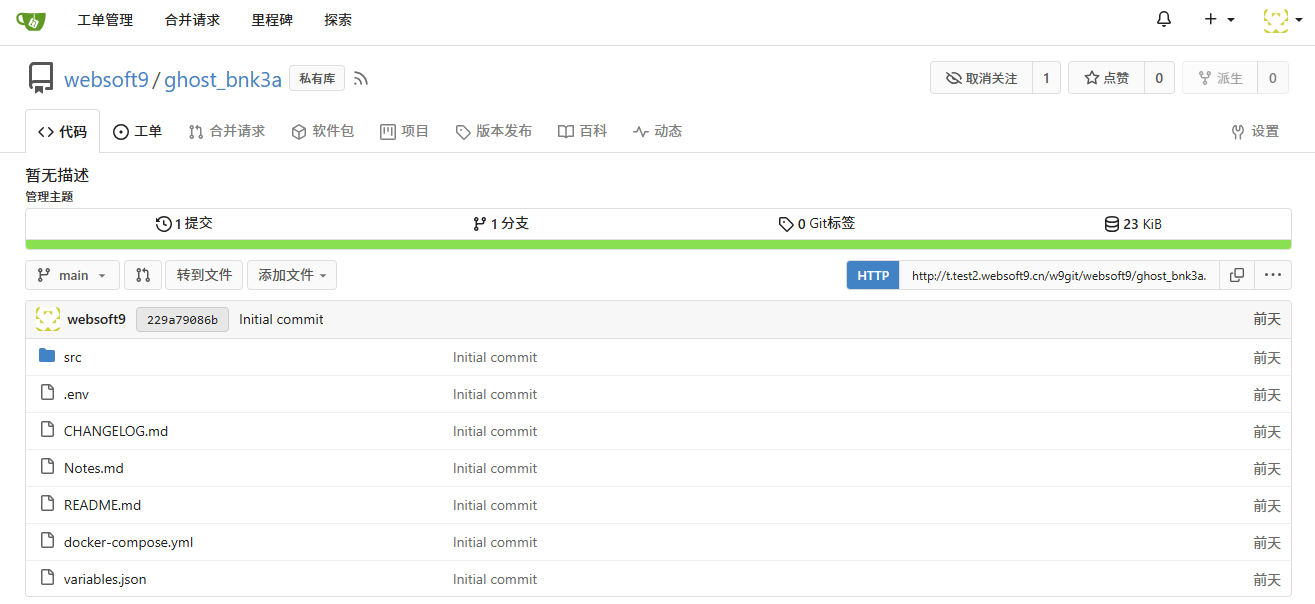 工单管理 合并请求 里程碑 探索
websoft9/ghost_bnk3a 私有库 取消关注 1 点赞 0 派生 0
代码 工单 合并请求 软件包 项目 版本发布 百科 动态 设置
暂无描述
管理主题
1 提交 1 分支 0 Git标签 23 KiB
main 转到文件 添加文件 HTTP http://t.test2.websoft9.cn/w9git/websoft9/ghost_bnk3a.
websoft9 229a79086b Initial commit 前天
src Initial commit 前天
.env Initial commit 前天
CHANGELOG.md Initial commit 前天
Notes.md Initial commit 前天
README.md Initial commit 前天
docker-compose.yml Initial commit 前天
variables.json Initial commit 前天